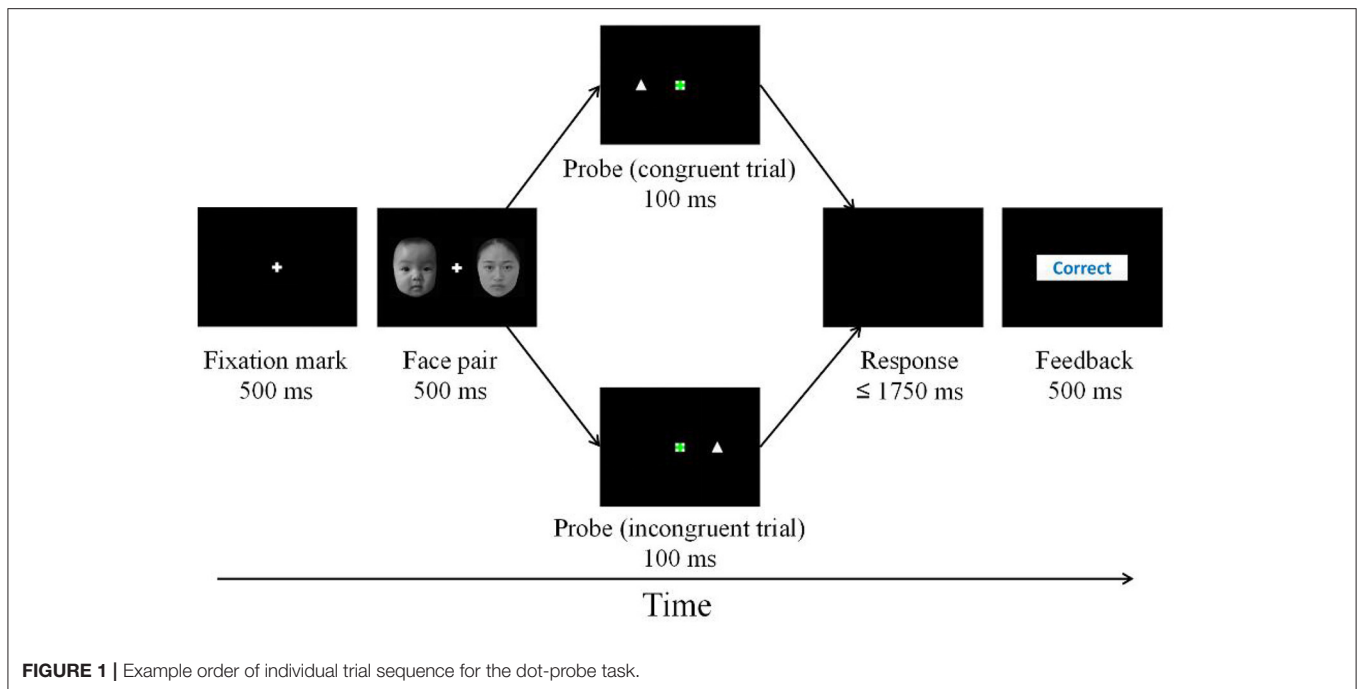 Probe (congruent trial)
100 ms
Fixation mark
500 ms
Face pair
500 ms
Response
≤ 1750 ms
Correct
Feedback
500 ms
Probe (incongruent trial)
100 ms
Time
FIGURE 1 | Example order of individual trial sequence for the dot-probe task.